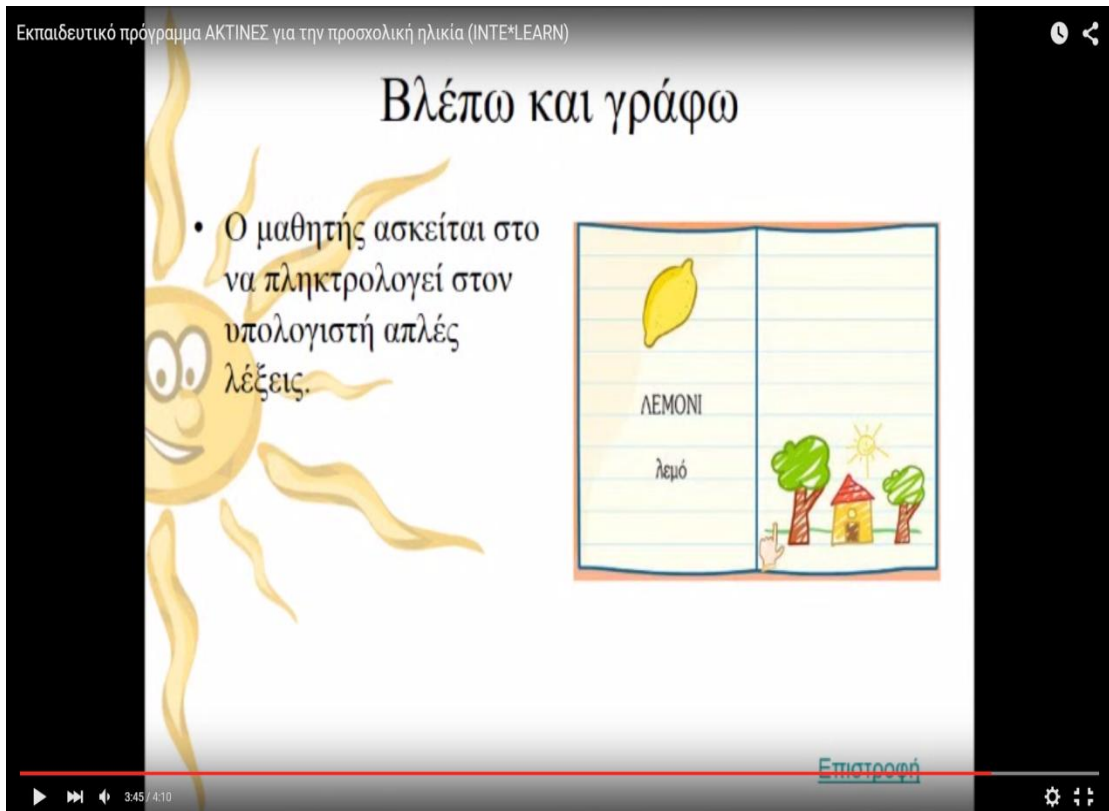 Εκπαιδευτικό πρόγραμμα ΑΚΤΙΝΕΣ για την προσχολική ηλικία (INTE*LEARN)
Βλέπω και γράφω
• Ο μαθητής ασκείται στο
να πληκτρολογεί στον
υπολογιστή απλές
λέξεις.
ΛΕΜΟΝΙ
λεμό
Επιστροφή
3:45 / 4:10